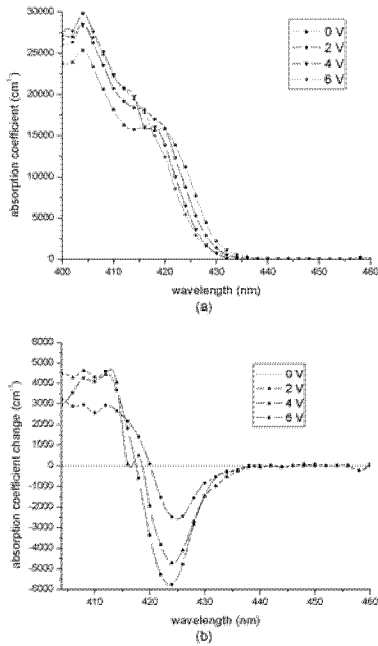 absorption coefficient (cm⁻¹)
30000
25000
20000
15000
10000
5000
0
0 V
2 V
4 V
6 V
400 410 420 430 440 450 460
wavelength (nm)
(a)
absorption coefficient change (cm⁻¹)
6000
5000
4000
3000
2000
1000
0
-1000
-2000
-3000
-4000
-5000
-6000
0 V
2 V
4 V
6 V
410 420 430 440 450 460
wavelength (nm)
(b)